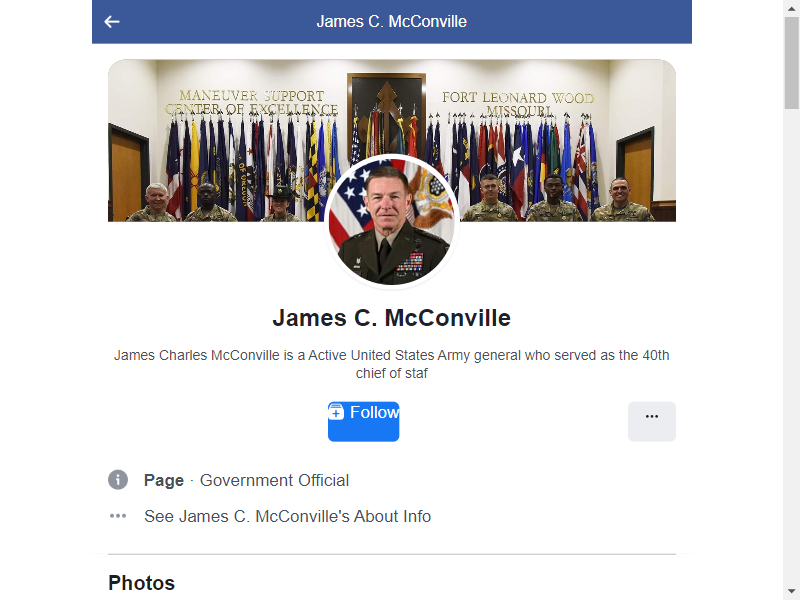 James C. McConville
MANEUVER SUPPORT
CENTER OF EXCELLENCE
FORT LEONARD WOOD
MISSOURI
James C. McConville
James Charles McConville is a Active United States Army general who served as the 40th
chief of staf
Follow
Page · Government Official
See James C. McConville's About Info
Photos